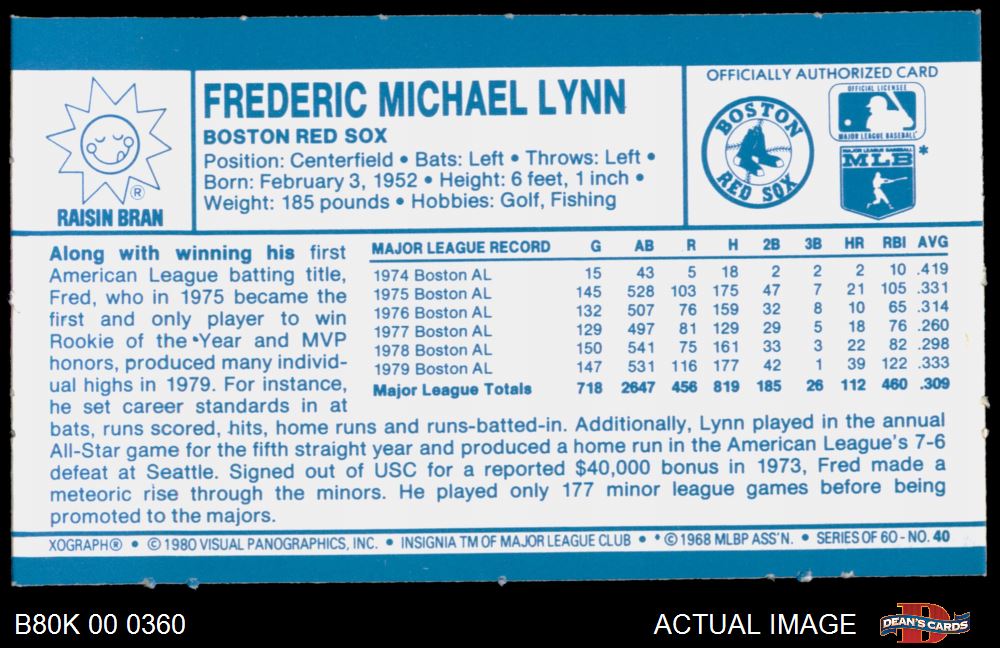 ®
RAISIN BRAN
FREDERIC MICHAEL LYNN
BOSTON RED SOX
Position: Centerfield • Bats: Left • Throws: Left •
Born: February 3, 1952 • Height: 6 feet, 1 inch •
Weight: 185 pounds • Hobbies: Golf, Fishing
OFFICIALLY AUTHORIZED CARD
BOSTON
RED SOX
OFFICIAL LICENSEE
MAJOR LEAGUE BASEBALL
MAJOR LEAGUE BASEBALL
MLB *
Along with winning his first
American League batting title,
Fred, who in 1975 became the
first and only player to win
Rookie of the Year and MVP
honors, produced many individ-
ual highs in 1979. For instance,
he set career standards in at
bats, runs scored, hits, home runs and runs-batted-in. Additionally, Lynn played in the annual
All-Star game for the fifth straight year and produced a home run in the American League's 7-6
defeat at Seattle. Signed out of USC for a reported $40,000 bonus in 1973, Fred made a
meteoric rise through the minors. He played only 177 minor league games before being
promoted to the majors.
MAJOR LEAGUE RECORD G AB R H 2B 3B HR RBI AVG
1974 Boston AL 15 43 5 18 2 2 2 10 .419
1975 Boston AL 145 528 103 175 47 7 21 105 .331
1976 Boston AL 132 507 76 159 32 8 10 65 .314
1977 Boston AL 129 497 81 129 29 5 18 76 .260
1978 Boston AL 150 541 75 161 33 3 22 82 .298
1979 Boston AL 147 531 116 177 42 1 39 122 .333
Major League Totals 718 2647 456 819 185 26 112 460 .309
XOGRAPH® • © 1980 VISUAL PANOGRAPHICS, INC. • INSIGNIA TM OF MAJOR LEAGUE CLUB • * © 1968 MLBP ASS'N. • SERIES OF 60 - NO. 40
B80K 00 0360
ACTUAL IMAGE
D
DEAN'S CARDS